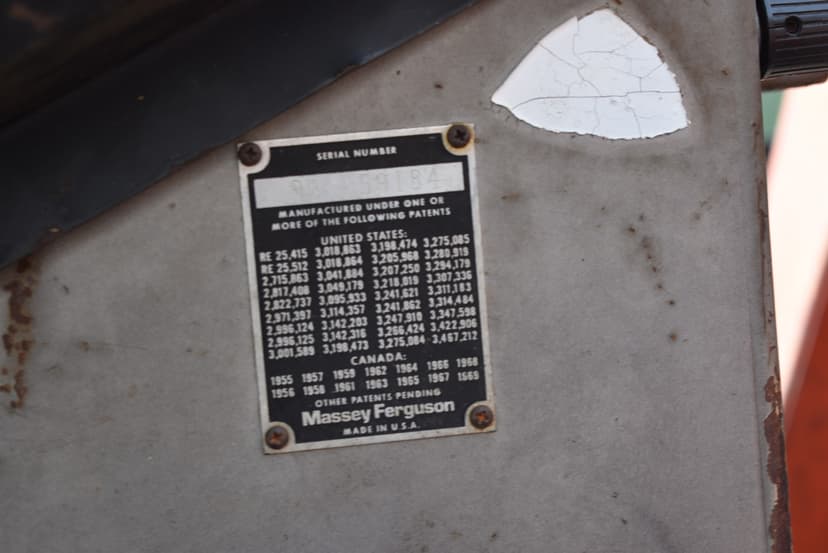 SERIAL NUMBER
59184
MANUFACTURED UNDER ONE OR
MORE OF THE FOLLOWING PATENTS
UNITED STATES:
RE 25,415 3,018,863 3,198,474 3,275,085
RE 25,512 3,018,864 3,205,968 3,280,919
2,715,863 3,041,884 3,207,250 3,294,179
2,817,408 3,049,179 3,218,019 3,307,336
2,822,737 3,095,933 3,241,621 3,311,183
2,971,397 3,114,357 3,241,862 3,314,484
2,996,124 3,142,203 3,247,910 3,347,598
2,996,125 3,142,316 3,266,424 3,422,906
3,001,589 3,198,473 3,275,084 3,467,212
CANADA:
1955 1957 1959 1962 1964 1966 1968
1956 1958 1961 1963 1965 1967 1969
OTHER PATENTS PENDING
Massey Ferguson
MADE IN U.S.A.